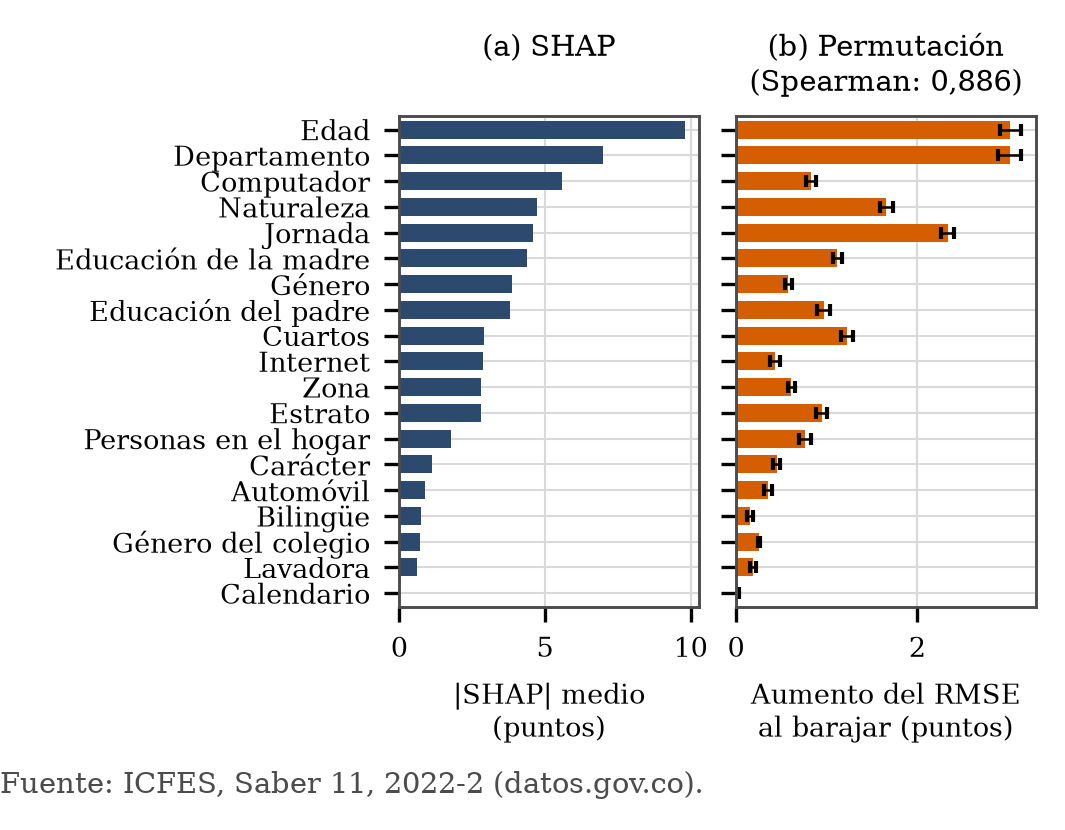 (a) SHAP
(b) Permutación
(Spearman: 0,886)
Edad
Departamento
Computador
Naturaleza
Jornada
Educación de la madre
Género
Educación del padre
Cuartos
Internet
Zona
Estrato
Personas en el hogar
Carácter
Automóvil
Bilingüe
Género del colegio
Lavadora
Calendario
0 5 10
0 2
|SHAP| medio
(puntos)
Aumento del RMSE
al barajar (puntos)
Fuente: ICFES, Saber 11, 2022-2 (datos.gov.co).